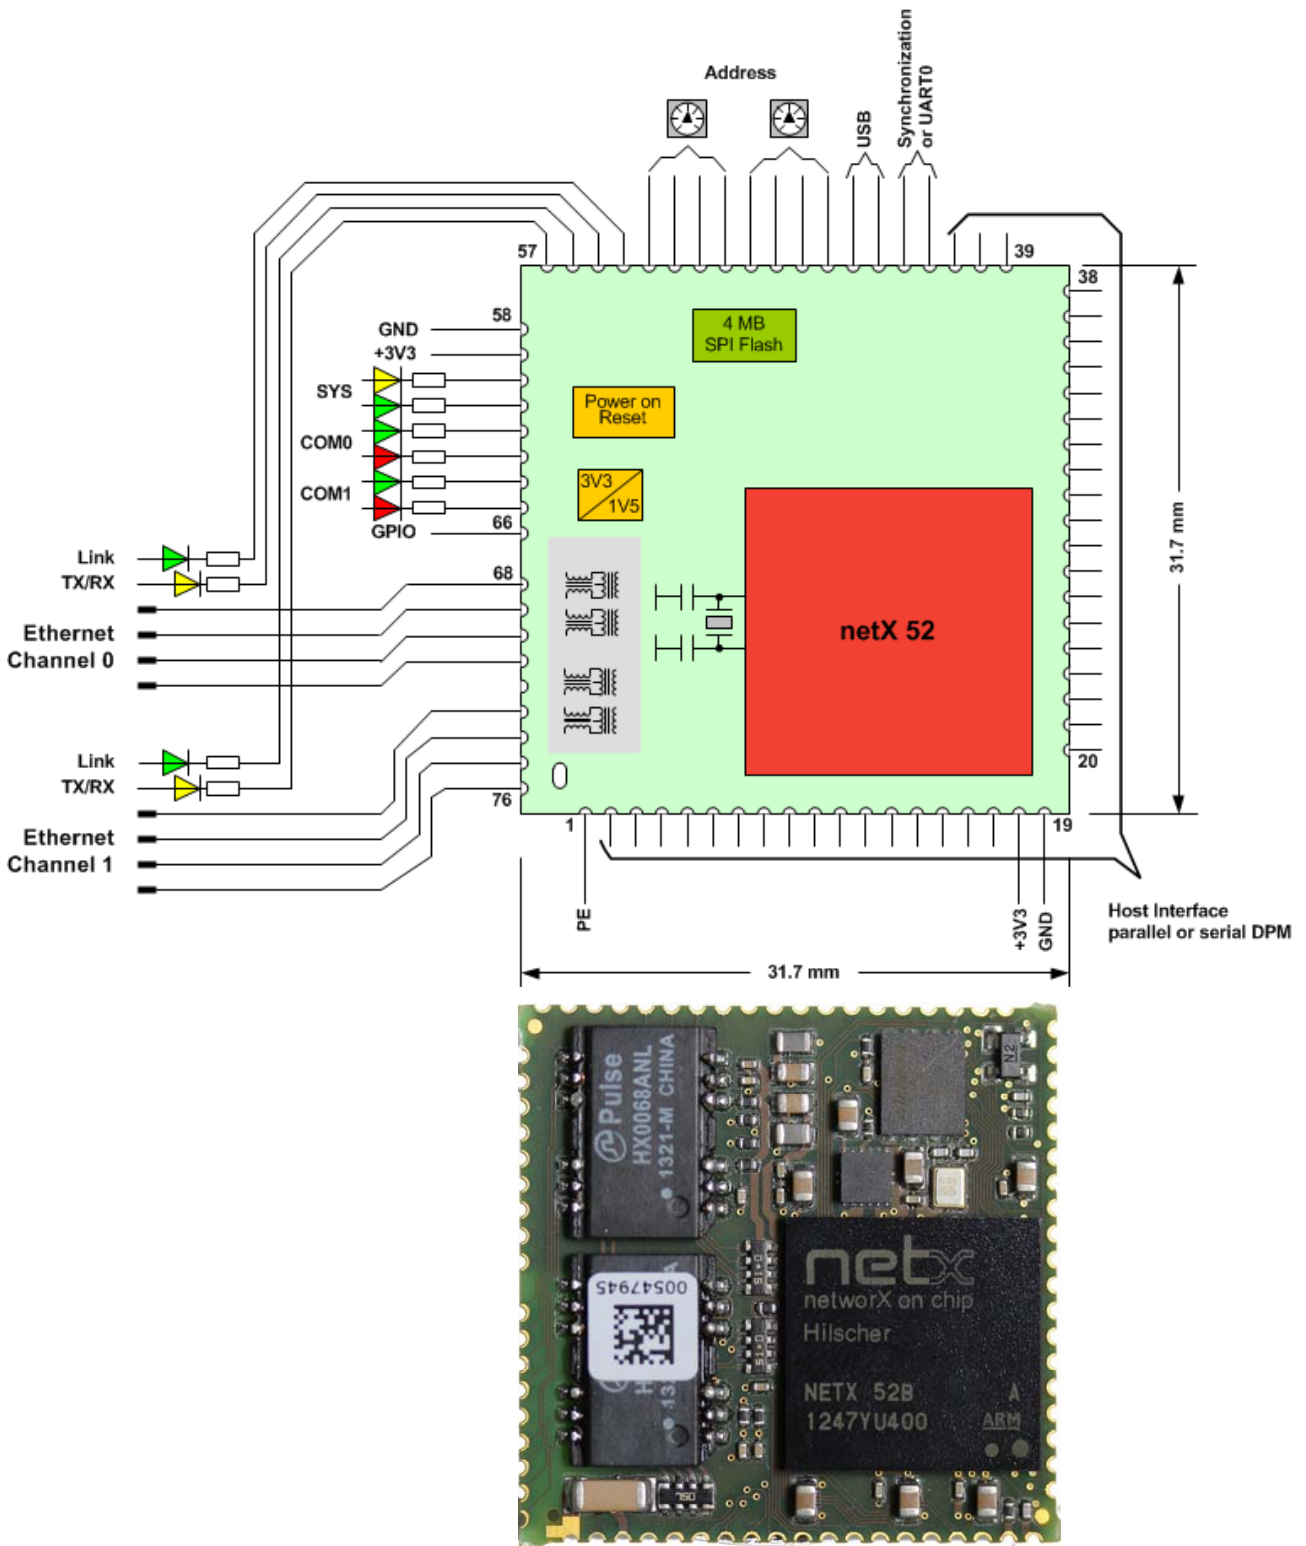 Address
USB
Synchronization
or UART0
57
39
38
58
GND
+3V3
SYS
COM0
COM1
GPIO
66
68
76
4 MB
SPI Flash
Power on
Reset
3V3
1V5
netX 52
Link
TX/RX
Ethernet
Channel 0
Link
TX/RX
Ethernet
Channel 1
31.7 mm
20
1
19
PE
+3V3
GND
Host Interface
parallel or serial DPM
31.7 mm
Pulse
HX0068ANL
1321-M CHINA
N2
00547945
netx
networX on chip
Hilscher
NETX 52B A
1247YU400 ARM